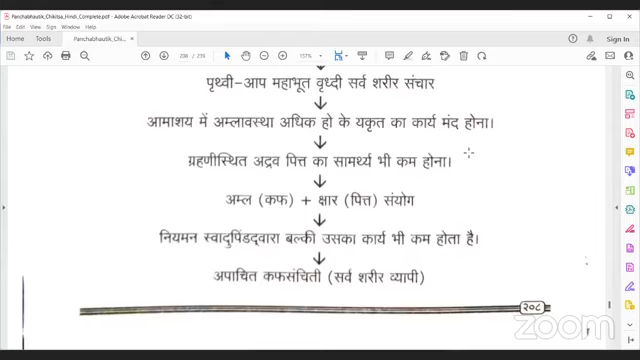 Panchabhautik_Chikitsa_Hindi_Complete.pdf - Adobe Acrobat Reader DC (32-bit)
File Edit View Sign Window Help
Home Tools Panchabhautik_Chiki... Sign In
208 / 239 157%
पृथ्वी-आप महाभूत वृध्दी सर्व शरीर संचार
↓
आमाशय में अम्लावस्था अधिक हो के यकृत का कार्य मंद होना।
↓
ग्रहणीस्थित अद्रव पित्त का सामर्थ्य भी कम होना।
↓
अम्ल (कफ) + क्षार (पित्त) संयोग
↓
नियमन स्वादुपिंडद्वारा बल्की उसका कार्य भी कम होता है।
↓
अपाचित कफसंचिती (सर्व शरीर व्यापी)
२०८
zoom